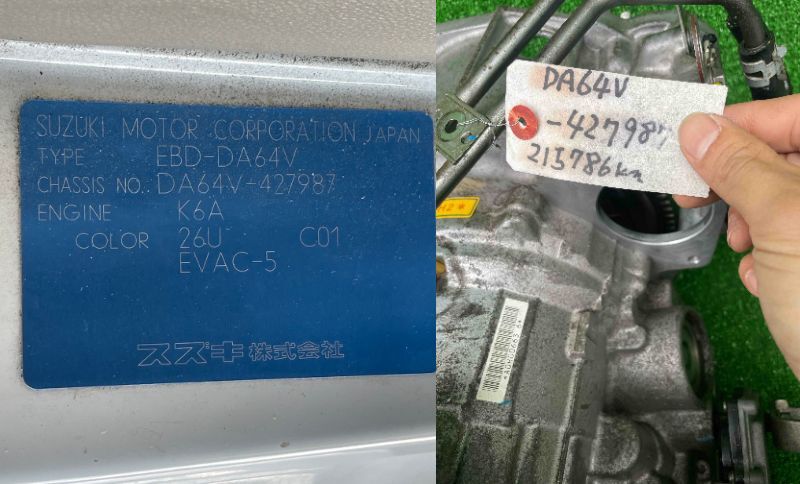 SUZUKI MOTOR CORPORATION JAPAN
TYPE EBD-DA64V
CHASSIS NO. DA64V-427987
ENGINE K6A
COLOR 26U C01
EVAC-5
スズキ株式会社
DA64V
-427987
215786km